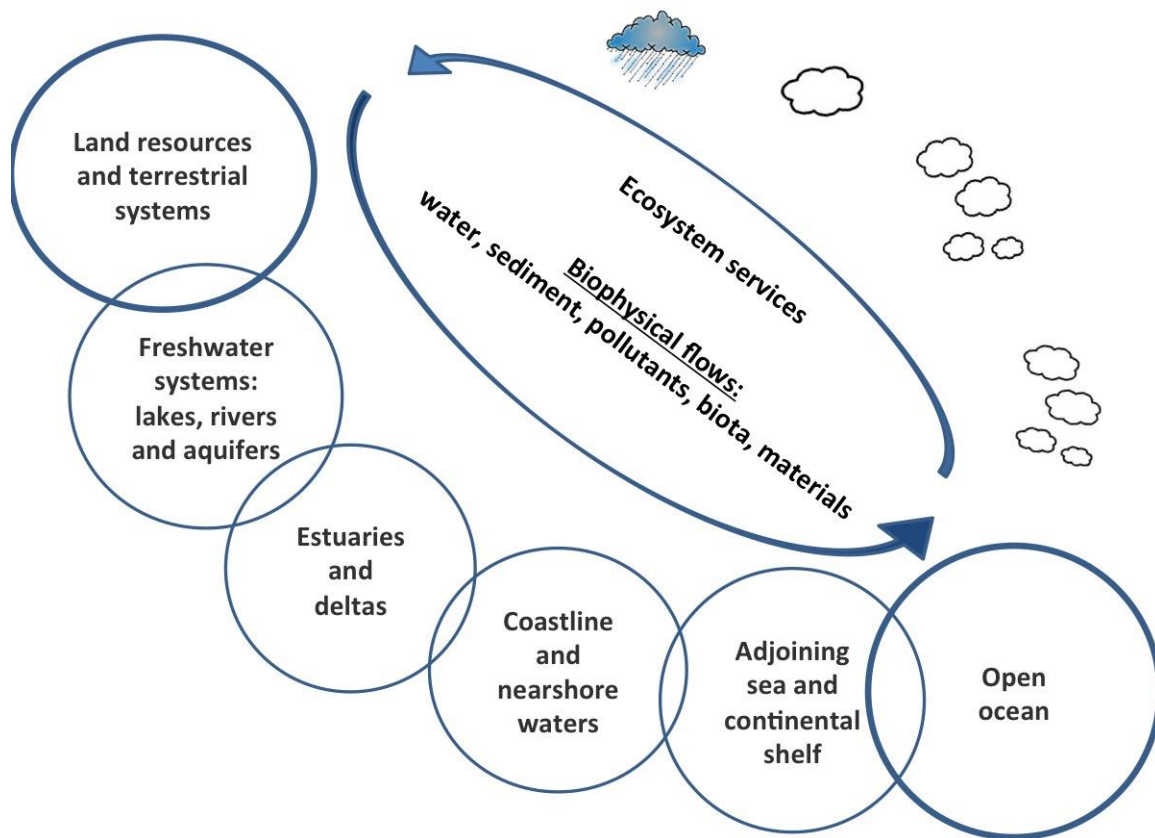 Land resources
and terrestrial
systems
Freshwater
systems:
lakes, rivers
and aquifers
Estuaries
and
deltas
Coastline
and
nearshore
waters
Adjoining
sea and
continental
shelf
Open
ocean
Ecosystem services
Biophysical flows:
water, sediment, pollutants, biota, materials